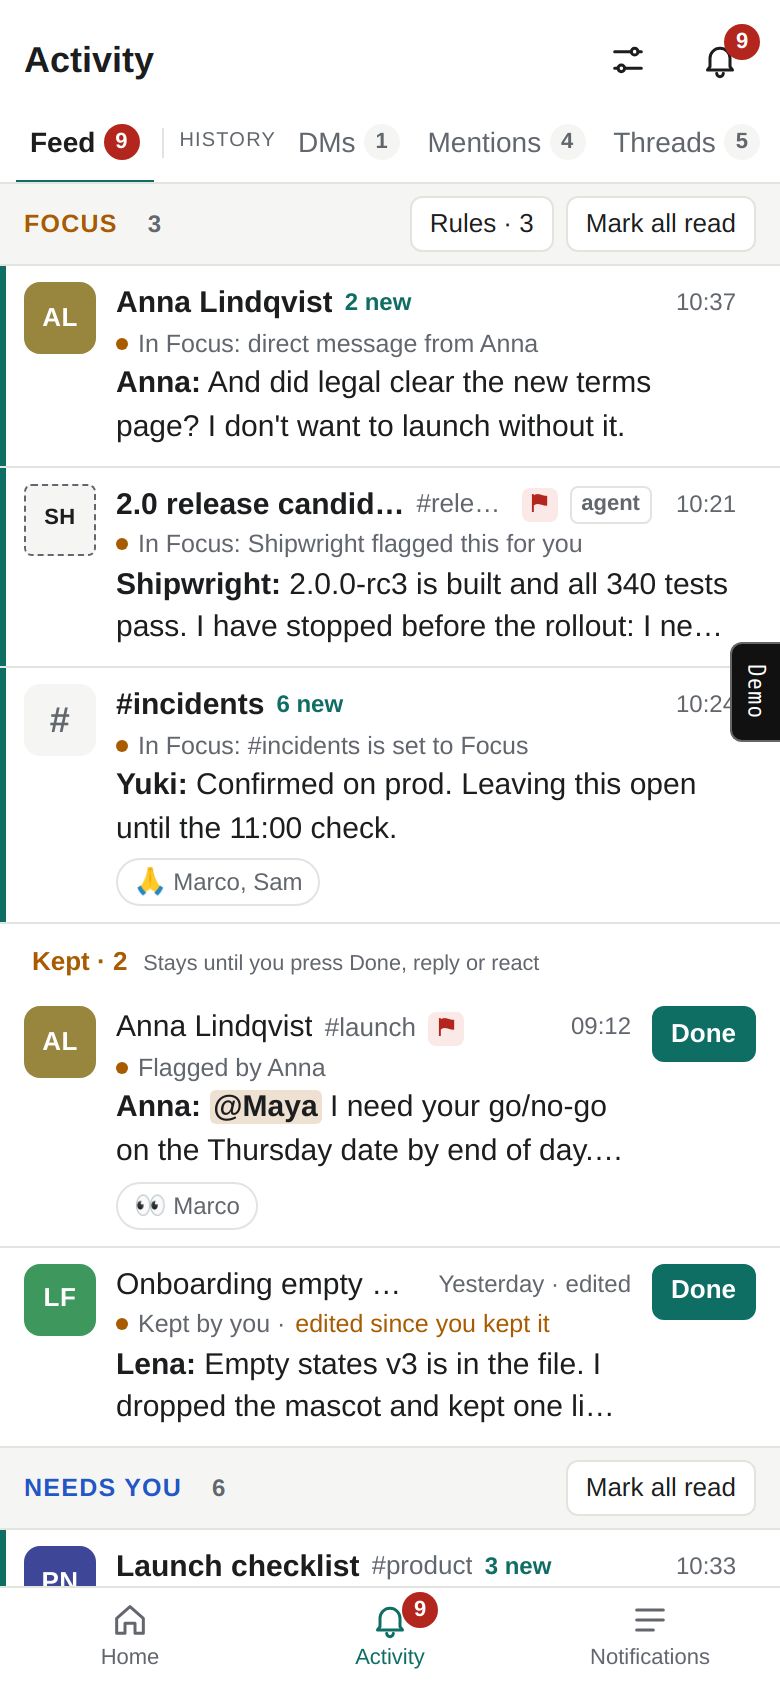 Activity
9
Feed 9 HISTORY DMs 1 Mentions 4 Threads 5
FOCUS 3 Rules · 3 Mark all read
AL Anna Lindqvist 2 new 10:37
In Focus: direct message from Anna
Anna: And did legal clear the new terms
page? I don't want to launch without it.
SH 2.0 release candid… #rele… agent 10:21
In Focus: Shipwright flagged this for you
Shipwright: 2.0.0-rc3 is built and all 340 tests
pass. I have stopped before the rollout: I ne…
Demo
# #incidents 6 new 10:24
In Focus: #incidents is set to Focus
Yuki: Confirmed on prod. Leaving this open
until the 11:00 check.
🙏 Marco, Sam
Kept · 2 Stays until you press Done, reply or react
AL Anna Lindqvist #launch 09:12 Done
Flagged by Anna
Anna: @Maya I need your go/no-go
on the Thursday date by end of day.…
👀 Marco
LF Onboarding empty … Yesterday · edited Done
Kept by you · edited since you kept it
Lena: Empty states v3 is in the file. I
dropped the mascot and kept one li…
NEEDS YOU 6 Mark all read
PN Launch checklist #product 3 new 10:33
9
Home Activity Notifications